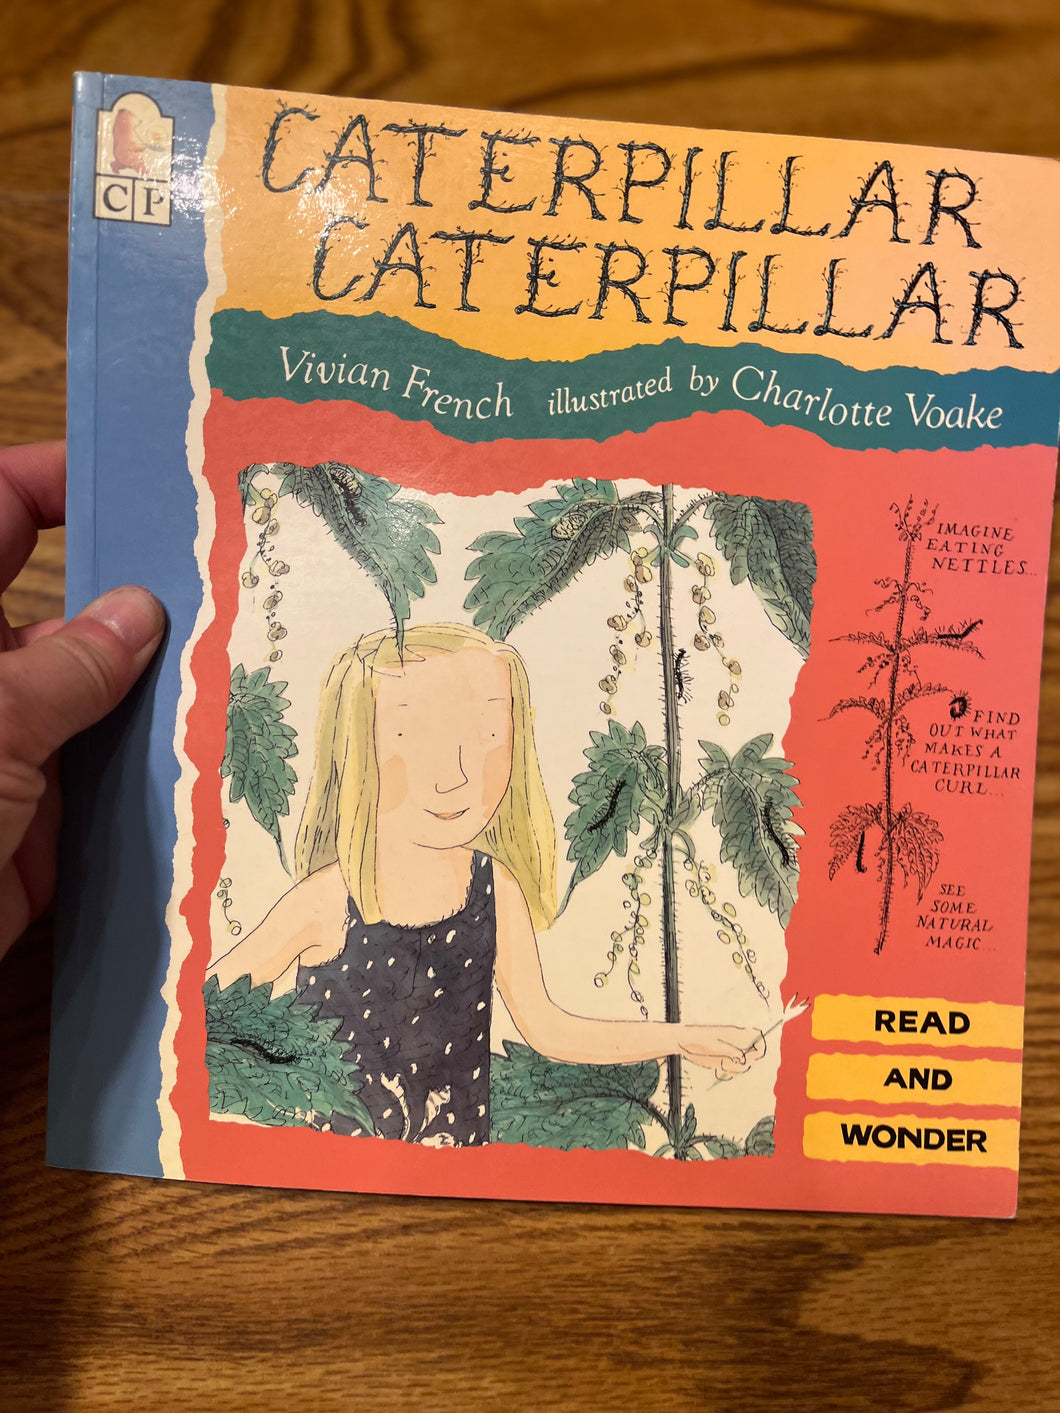 CP
CATERPILLAR
CATERPILLAR
Vivian French illustrated by Charlotte Voake
IMAGINE
EATING
NETTLES...
FIND
OUT WHAT
MAKES A
CATERPILLAR
CURL...
SEE
SOME
NATURAL
MAGIC...
READ
AND
WONDER